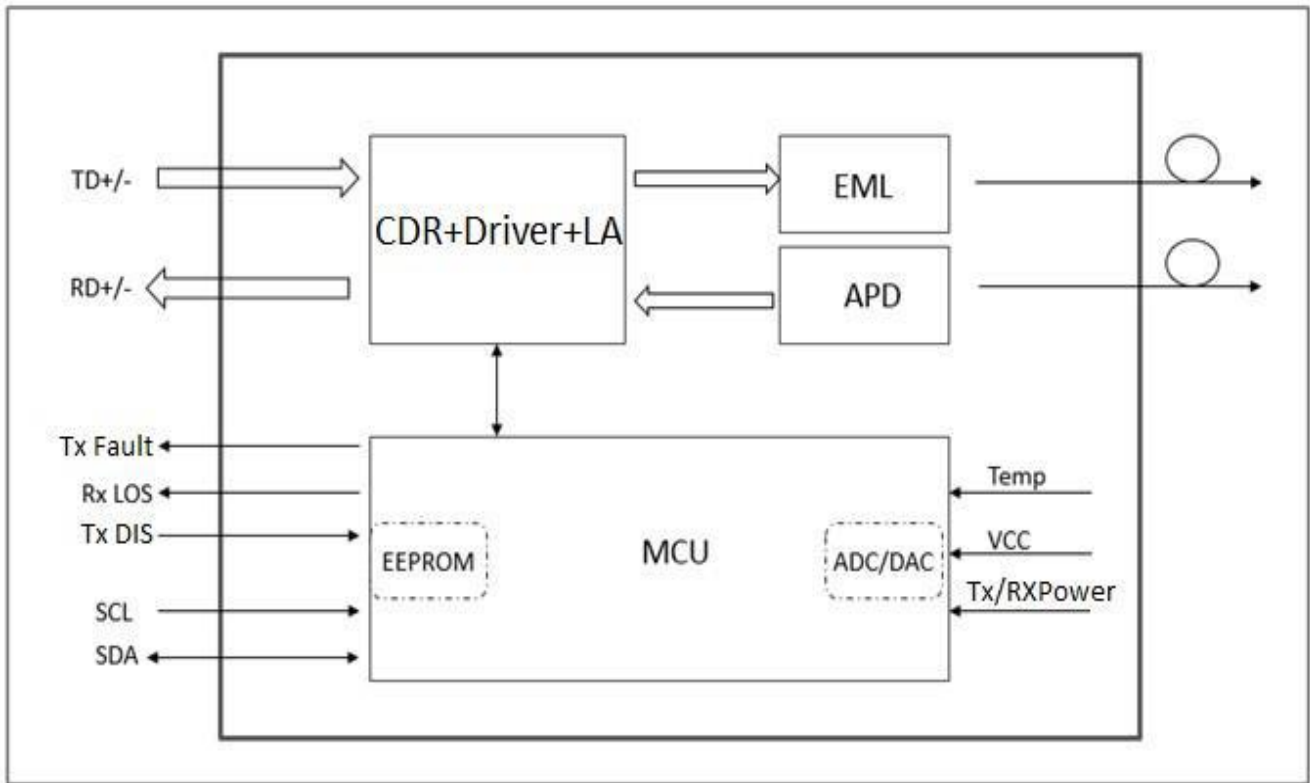 TD+/-
CDR+Driver+LA
EML
RD+/-
APD
Tx Fault
Rx LOS
Tx DIS
SCL
SDA
EEPROM
MCU
ADC/DAC
Temp
VCC
Tx/RXPower